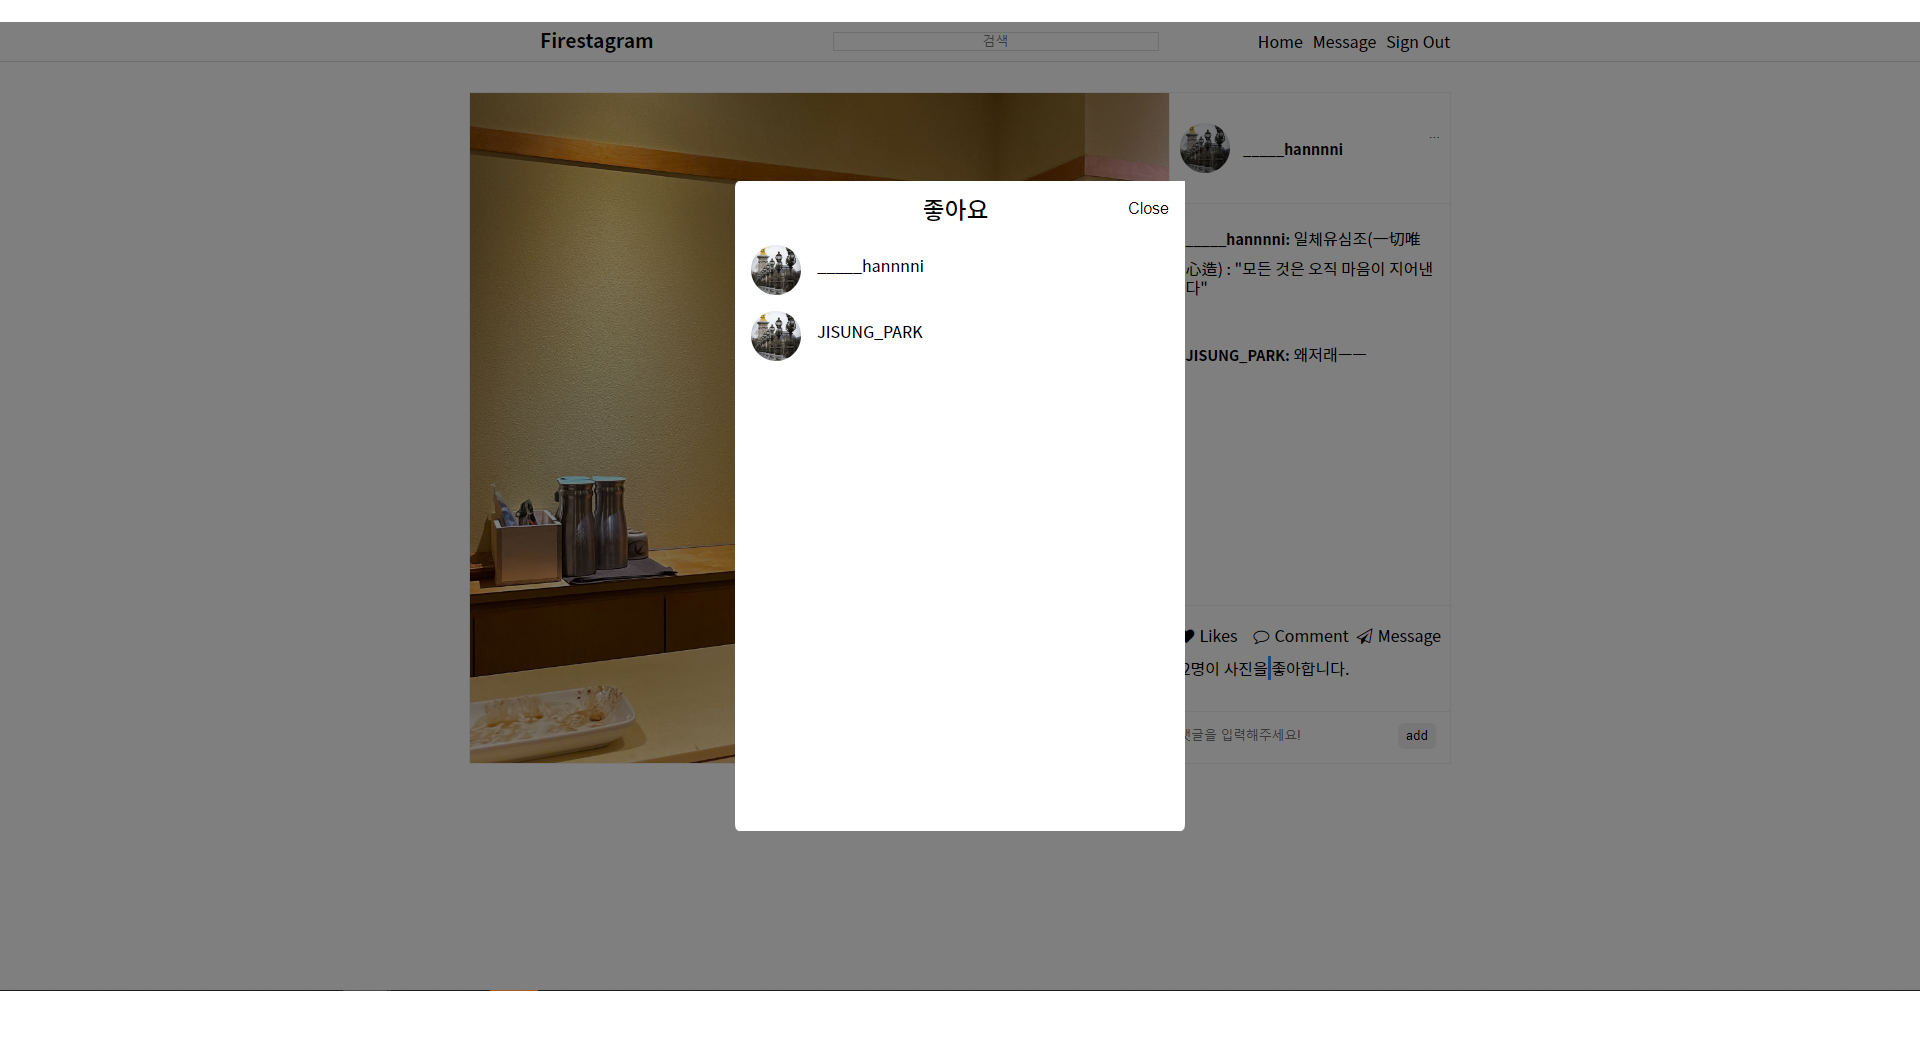 Firestagram
검색
Home Message Sign Out
_____hannnni
...
좋아요
Close
_____hannnni
JISUNG_PARK
_____hannnni: 일체유심조(一切唯
心造) : "모든 것은 오직 마음이 지어낸
다"
JISUNG_PARK: 왜저래ㅡㅡ
Likes Comment Message
2명이 사진을 좋아합니다.
댓글을 입력해주세요!
add